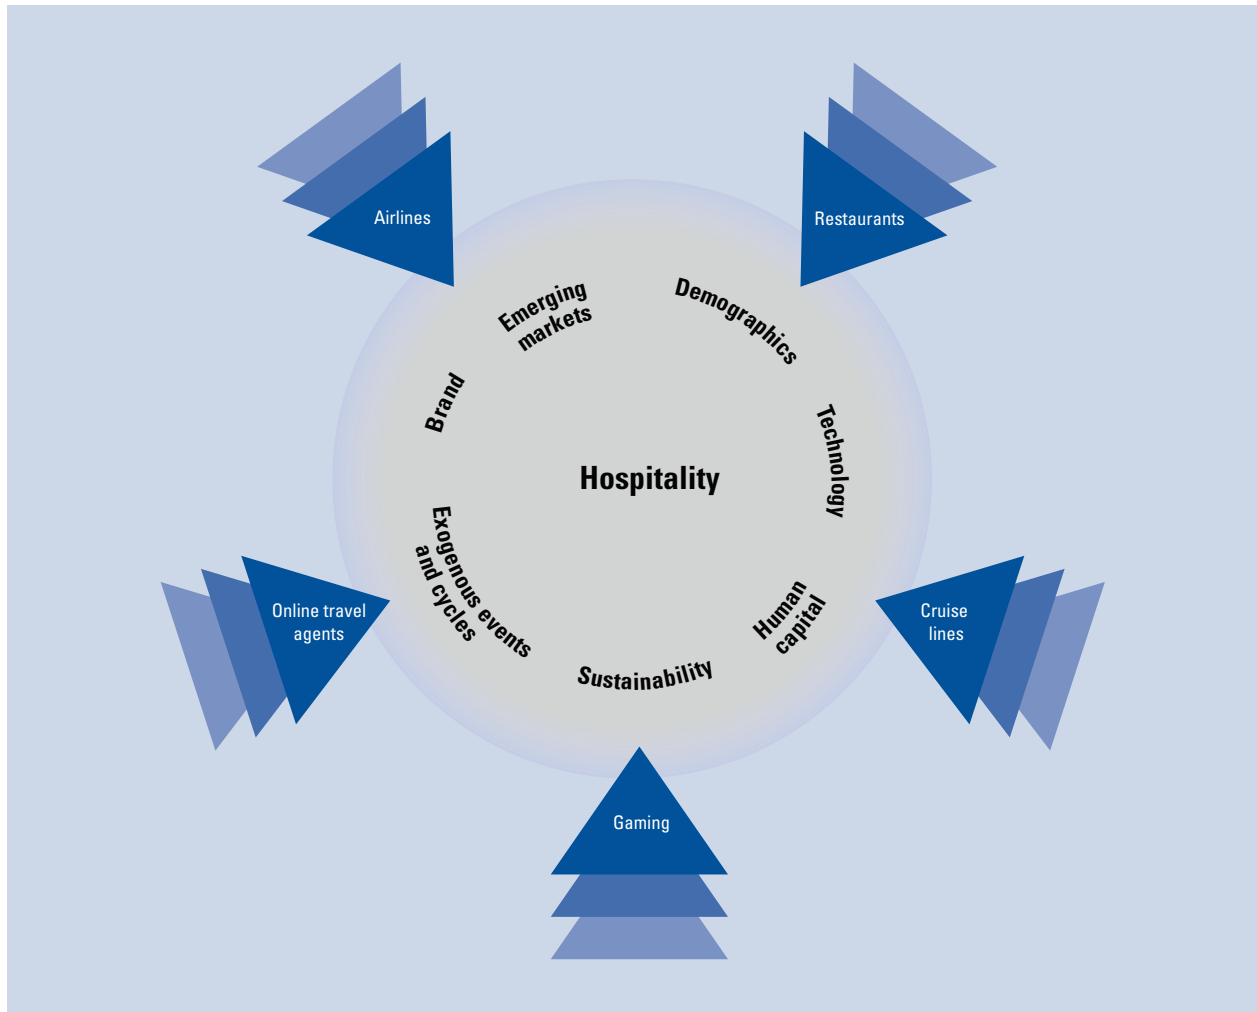 Airlines
Restaurants
Emerging
markets
Demographics
Brand
Technology
Hospitality
Exogenous events
and cycles
Human
capital
Sustainability
Online travel
agents
Cruise
lines
Gaming